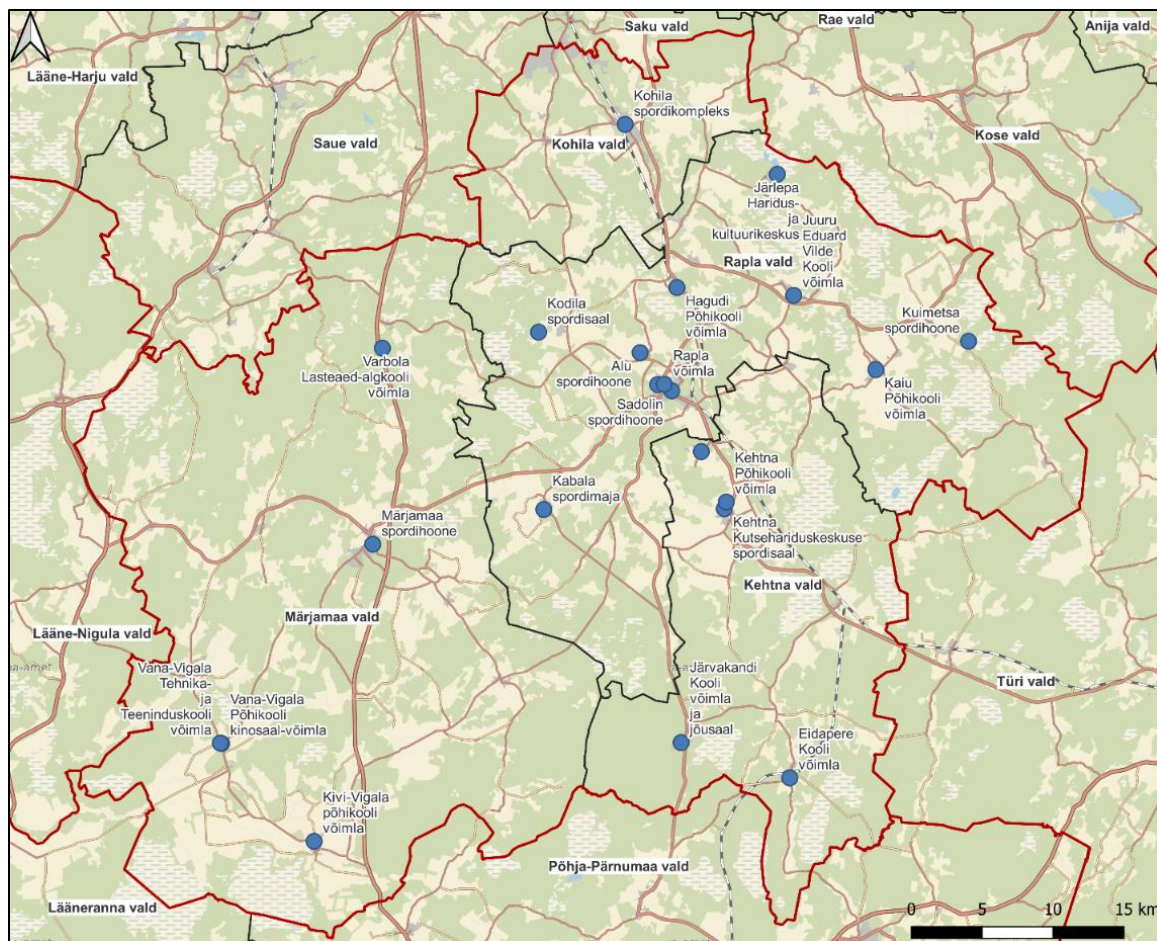 Saku vald
Rae vald
Anija vald
Lääne-Harju vald
Saue vald
Kohila
spordikompleks
Kohila vald
Kose vald
Järlepa
Haridus-
ja
kultuurikeskus
Juuru
Eduard
Vilde
Kooli
võimla
Rapla vald
Kodila
spordisaal
Hagudi
Põhikooli
võimla
Kuimetsa
spordihoone
Varbola
Lasteaed-algkooli
võimla
Alu
spordihoone
Rapla
võimla
Sadolin
spordihoone
Kaiu
Põhikooli
võimla
Kabala
spordimaja
Kehtna
Põhikooli
võimla
Kehtna
Kutsehariduskeskuse
spordisaal
Märjamaa
spordihoone
Kehtna vald
Märjamaa vald
Lääne-Nigula vald
a-amet
Vana-Vigala
Tehnika-
ja
Teeninduskooli
võimla
Vana-Vigala
Põhikooli
kinosaal-võimla
Järvakandi
Kooli
võimla
ja
jõusaal
Türi vald
Eidapere
Kooli
võimla
Kivi-Vigala
põhikooli
võimla
Põhja-Pärnumaa vald
Lääneranna vald
0 5 10 15 km